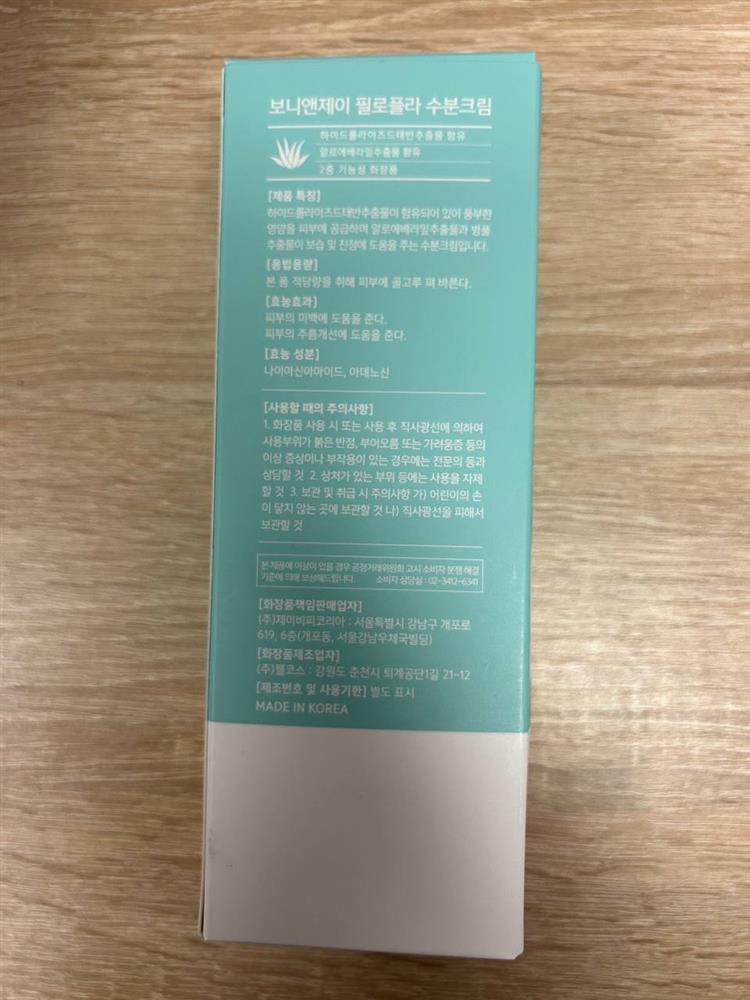 보니앤제이 필로플라 수분크림
하이드롤라이즈드태반추출물 함유
알로에베라잎추출물 함유
2중 기능성 화장품
[제품 특징]
하이드롤라이즈드태반추출물이 함유되어 있어 풍부한
영양을 피부에 공급하며 알로에베라잎추출물과 병풀
추출물이 보습 및 진정에 도움을 주는 수분크림입니다.
[용법용량]
본 품 적당량을 취해 피부에 골고루 펴 바른다.
[효능효과]
피부의 미백에 도움을 준다.
피부의 주름개선에 도움을 준다.
[효능 성분]
나이아신아마이드, 아데노신
[사용할 때의 주의사항]
1. 화장품 사용 시 또는 사용 후 직사광선에 의하여
사용부위가 붉은 반점, 부어오름 또는 가려움증 등의
이상 증상이나 부작용이 있는 경우에는 전문의 등과
상담할 것 2. 상처가 있는 부위 등에는 사용을 자제
할 것 3. 보관 및 취급 시 주의사항 가) 어린이의 손
이 닿지 않는 곳에 보관할 것 나) 직사광선을 피해서
보관할 것
본 제품에 이상이 있을 경우 공정거래위원회 고시 소비자 분쟁 해결
기준에 의해 보상해드립니다. 소비자 상담실 : 02-3412-6341
[화장품책임판매업자]
(주)제이비피코리아 : 서울특별시 강남구 개포로
619, 6층(개포동, 서울강남우체국빌딩)
[화장품제조업자]
(주)웰코스 : 강원도 춘천시 퇴계공단1길 21-12
[제조번호 및 사용기한] 별도 표시
MADE IN KOREA